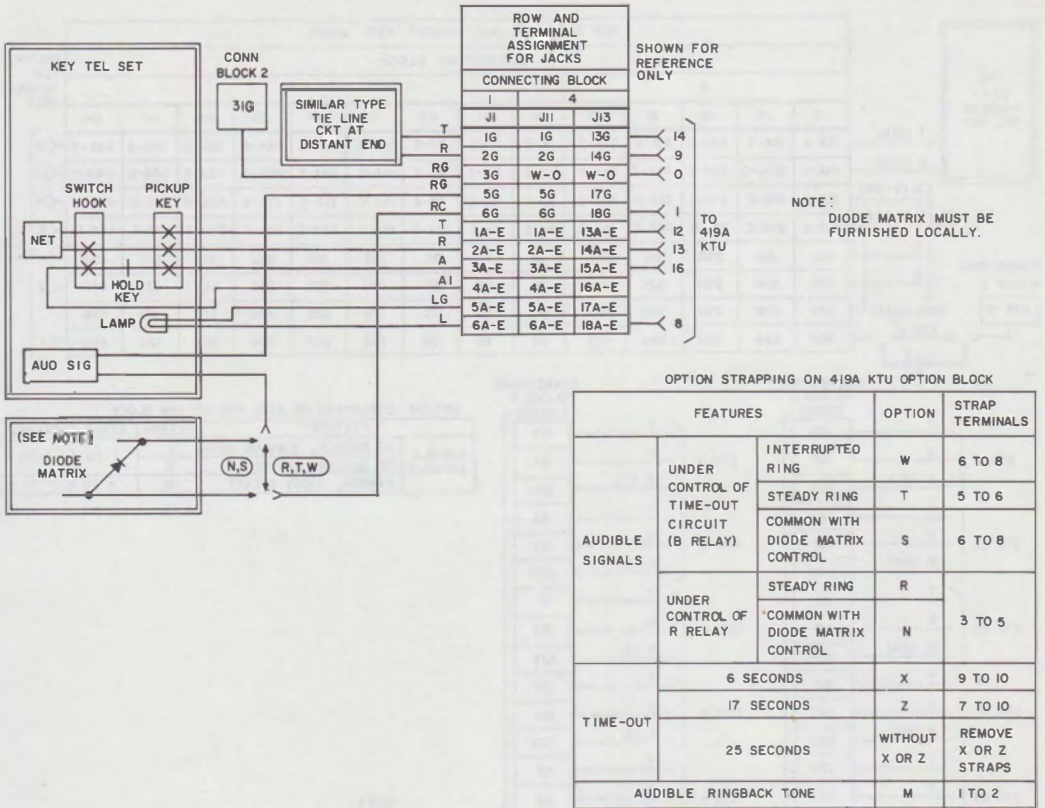 KEY TEL SET
CONN
BLOCK 2
31G
SIMILAR TYPE
TIE LINE
CKT AT
DISTANT END
SWITCH
HOOK
PICKUP
KEY
NET
HOLD
KEY
LAMP
AUO SIG
(SEE NOTE)
DIODE
MATRIX
N,S
R,T,W
ROW AND
TERMINAL
ASSIGNMENT
FOR JACKS
CONNECTING BLOCK
1 4
J1 J11 J13
T 1G 1G 13G 14
R 2G 2G 14G 9
RG 3G W-O W-O 0
RG 5G 5G 17G
RC 6G 6G 18G 1
T 1A-E 1A-E 13A-E 12
R 2A-E 2A-E 14A-E 13
A 3A-E 3A-E 15A-E 16
A1 4A-E 4A-E 16A-E
LG 5A-E 5A-E 17A-E
L 6A-E 6A-E 18A-E 8
SHOWN FOR
REFERENCE
ONLY
TO
419A
KTU
NOTE:
DIODE MATRIX MUST BE
FURNISHED LOCALLY.
OPTION STRAPPING ON 419A KTU OPTION BLOCK
FEATURES OPTION STRAP
TERMINALS
AUDIBLE
SIGNALS
UNDER
CONTROL OF
TIME-OUT
CIRCUIT
(B RELAY)
INTERRUPTED
RING W 6 TO 8
STEADY RING T 5 TO 6
COMMON WITH
DIODE MATRIX
CONTROL S 6 TO 8
UNDER
CONTROL OF
R RELAY
STEADY RING R
COMMON WITH
DIODE MATRIX
CONTROL N
3 TO 5
TIME-OUT
6 SECONDS X 9 TO 10
17 SECONDS Z 7 TO 10
25 SECONDS WITHOUT
X OR Z
REMOVE
X OR Z
STRAPS
AUDIBLE RINGBACK TONE M 1 TO 2